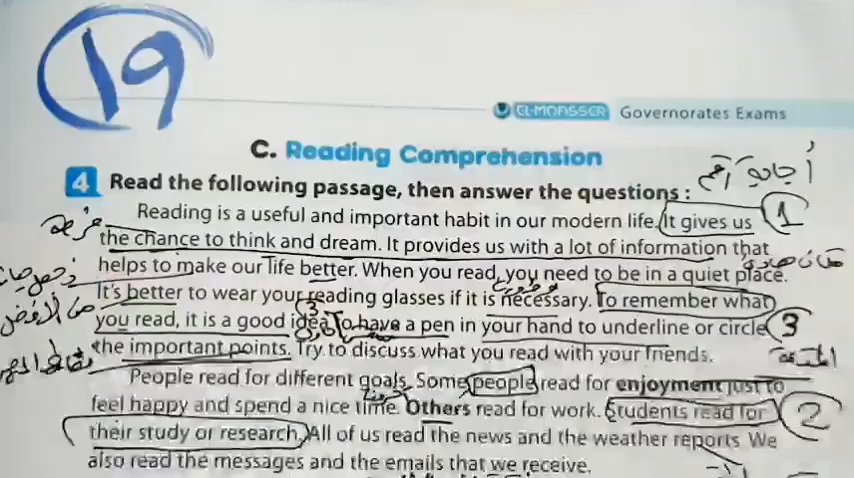 19
EL-MOASSER Governorates Exams
C. Reading Comprehension
4 Read the following passage, then answer the questions :
Reading is a useful and important habit in our modern life. It gives us 1
the chance to think and dream. It provides us with a lot of information that
helps to make our life better. When you read, you need to be in a quiet place.
It's better to wear your reading glasses if it is necessary. To remember what
you read, it is a good idea To have a pen in your hand to underline or circle 3
the important points. Try to discuss what you read with your friends.
People read for different goals. Some people read for enjoyment just to
feel happy and spend a nice time. Others read for work. Students read for 2
their study or research. All of us read the news and the weather reports. We
also read the messages and the emails that we receive.